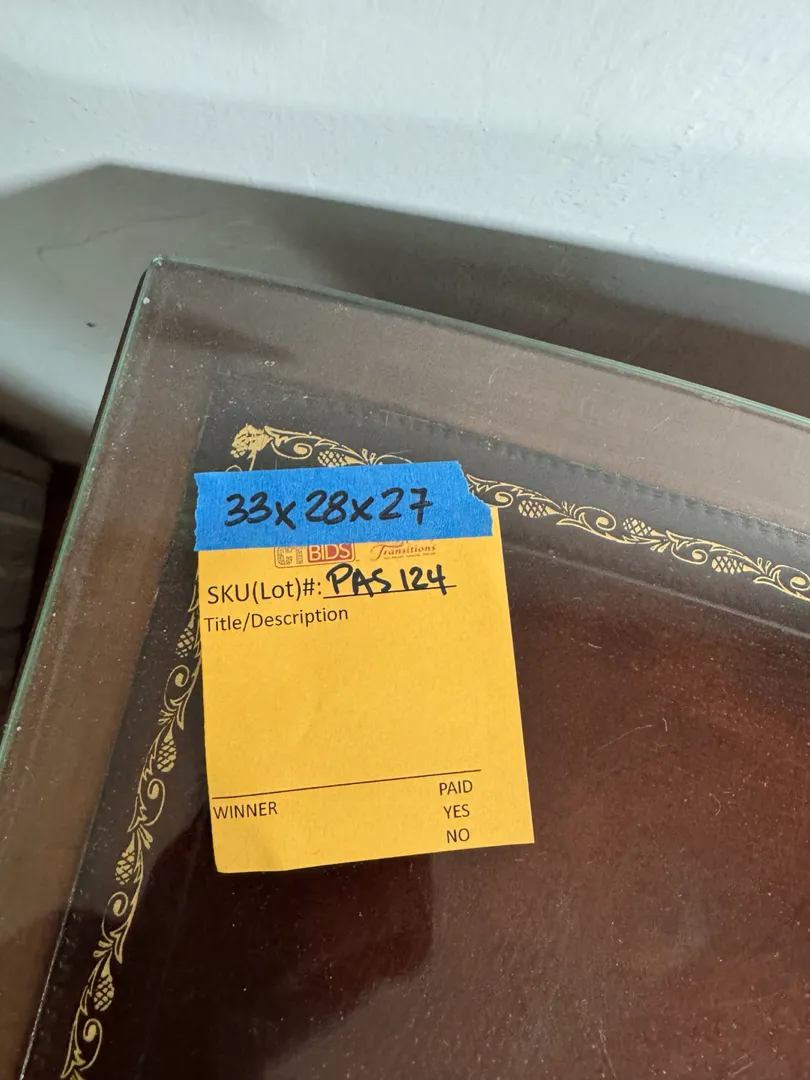 33x28x27
BIDS Transitions
SKU(Lot)#: PAS 124
Title/Description
PAID
WINNER YES
NO